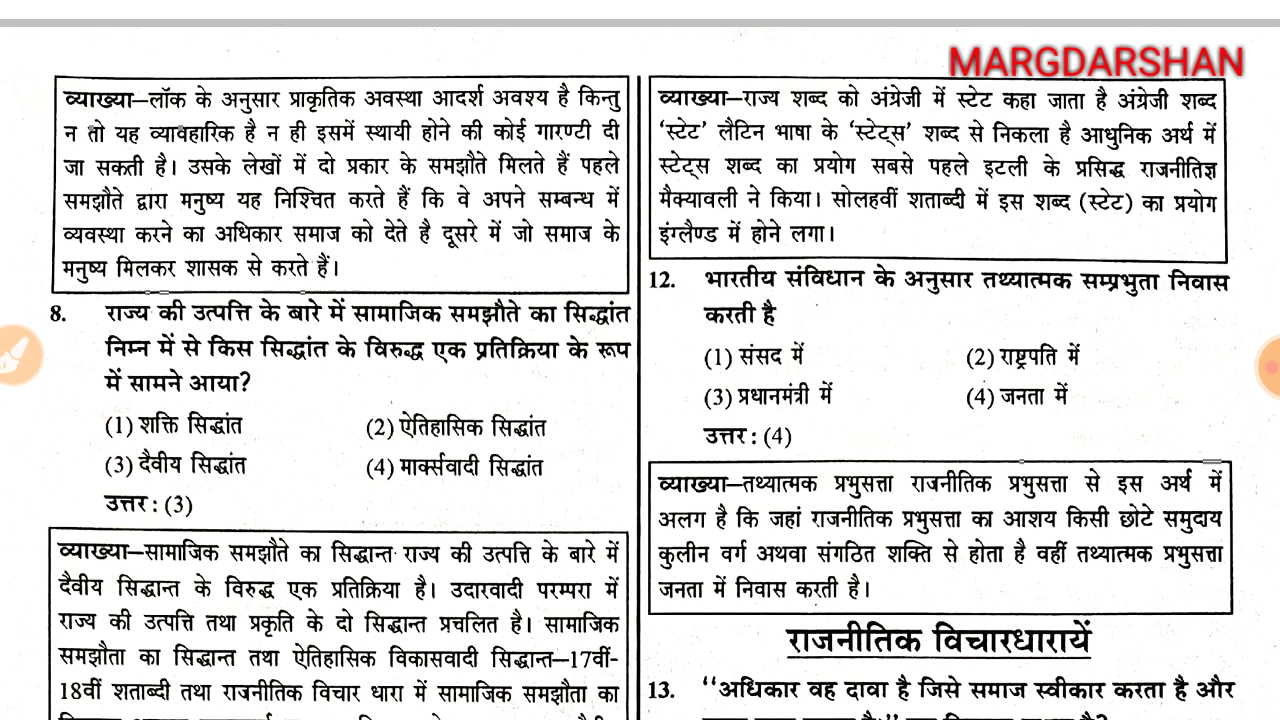 MARGDARSHAN
व्याख्या–लॉक के अनुसार प्राकृतिक अवस्था आदर्श अवश्य है किन्तु
न तो यह व्यावहारिक है न ही इसमें स्थायी होने की कोई गारण्टी दी
जा सकती है। उसके लेखों में दो प्रकार के समझौते मिलते हैं पहले
समझौते द्वारा मनुष्य यह निश्चित करते हैं कि वे अपने सम्बन्ध में
व्यवस्था करने का अधिकार समाज को देते है दूसरे में जो समाज के
मनुष्य मिलकर शासक से करते हैं।
8. राज्य की उत्पत्ति के बारे में सामाजिक समझौते का सिद्धांत
निम्न में से किस सिद्धांत के विरुद्ध एक प्रतिक्रिया के रूप
में सामने आया?
(1) शक्ति सिद्धांत (2) ऐतिहासिक सिद्धांत
(3) दैवीय सिद्धांत (4) मार्क्सवादी सिद्धांत
उत्तर : (3)
व्याख्या–सामाजिक समझौते का सिद्धान्त राज्य की उत्पत्ति के बारे में
दैवीय सिद्धान्त के विरुद्ध एक प्रतिक्रिया है। उदारवादी परम्परा में
राज्य की उत्पत्ति तथा प्रकृति के दो सिद्धान्त प्रचलित है। सामाजिक
समझौता का सिद्धान्त तथा ऐतिहासिक विकासवादी सिद्धान्त–17वीं-
18वीं शताब्दी तथा राजनीतिक विचार धारा में सामाजिक समझौता का
व्याख्या–राज्य शब्द को अंग्रेजी में स्टेट कहा जाता है अंग्रेजी शब्द
‘स्टेट’ लैटिन भाषा के ‘स्टेट्स’ शब्द से निकला है आधुनिक अर्थ में
स्टेट्स शब्द का प्रयोग सबसे पहले इटली के प्रसिद्ध राजनीतिज्ञ
मैक्यावली ने किया। सोलहवीं शताब्दी में इस शब्द (स्टेट) का प्रयोग
इंग्लैण्ड में होने लगा।
12. भारतीय संविधान के अनुसार तथ्यात्मक सम्प्रभुता निवास
करती है
(1) संसद में (2) राष्ट्रपति में
(3) प्रधानमंत्री में (4) जनता में
उत्तर : (4)
व्याख्या–तथ्यात्मक प्रभुसत्ता राजनीतिक प्रभुसत्ता से इस अर्थ में
अलग है कि जहां राजनीतिक प्रभुसत्ता का आशय किसी छोटे समुदाय
कुलीन वर्ग अथवा संगठित शक्ति से होता है वहीं तथ्यात्मक प्रभुसत्ता
जनता में निवास करती है।
राजनीतिक विचारधारायें
13. ‘‘अधिकार वह दावा है जिसे समाज स्वीकार करता है और